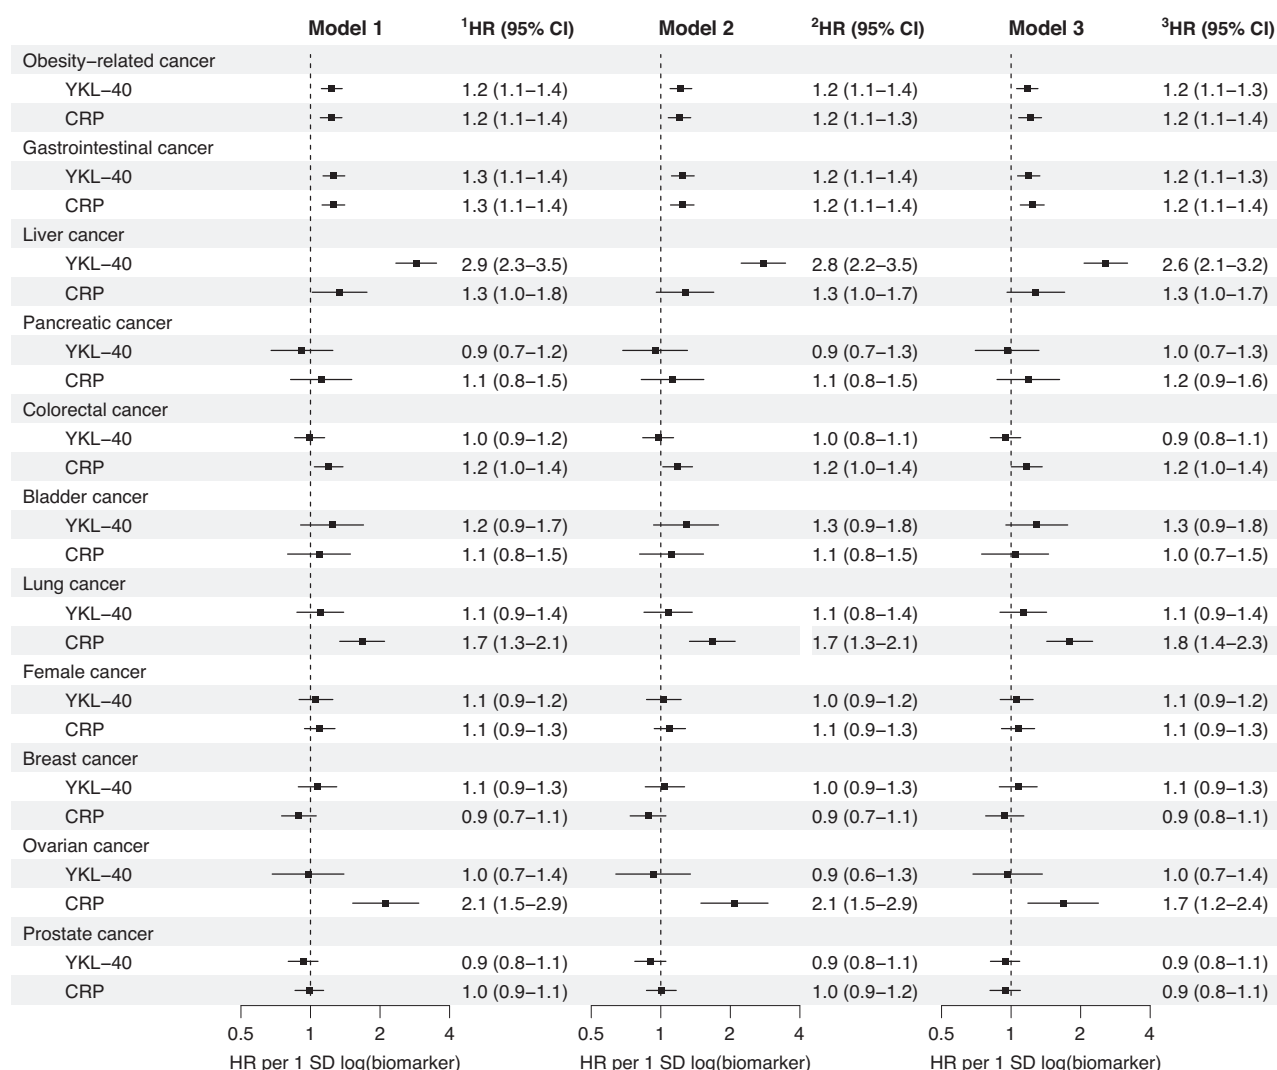 Model 1 ¹HR (95% CI) Model 2 ²HR (95% CI) Model 3 ³HR (95% CI)
Obesity–related cancer
YKL–40 1.2 (1.1–1.4) 1.2 (1.1–1.4) 1.2 (1.1–1.3)
CRP 1.2 (1.1–1.4) 1.2 (1.1–1.3) 1.2 (1.1–1.4)
Gastrointestinal cancer
YKL–40 1.3 (1.1–1.4) 1.2 (1.1–1.4) 1.2 (1.1–1.3)
CRP 1.3 (1.1–1.4) 1.2 (1.1–1.4) 1.2 (1.1–1.4)
Liver cancer
YKL–40 2.9 (2.3–3.5) 2.8 (2.2–3.5) 2.6 (2.1–3.2)
CRP 1.3 (1.0–1.8) 1.3 (1.0–1.7) 1.3 (1.0–1.7)
Pancreatic cancer
YKL–40 0.9 (0.7–1.2) 0.9 (0.7–1.3) 1.0 (0.7–1.3)
CRP 1.1 (0.8–1.5) 1.1 (0.8–1.5) 1.2 (0.9–1.6)
Colorectal cancer
YKL–40 1.0 (0.9–1.2) 1.0 (0.8–1.1) 0.9 (0.8–1.1)
CRP 1.2 (1.0–1.4) 1.2 (1.0–1.4) 1.2 (1.0–1.4)
Bladder cancer
YKL–40 1.2 (0.9–1.7) 1.3 (0.9–1.8) 1.3 (0.9–1.8)
CRP 1.1 (0.8–1.5) 1.1 (0.8–1.5) 1.0 (0.7–1.5)
Lung cancer
YKL–40 1.1 (0.9–1.4) 1.1 (0.8–1.4) 1.1 (0.9–1.4)
CRP 1.7 (1.3–2.1) 1.7 (1.3–2.1) 1.8 (1.4–2.3)
Female cancer
YKL–40 1.1 (0.9–1.2) 1.0 (0.9–1.2) 1.1 (0.9–1.2)
CRP 1.1 (0.9–1.3) 1.1 (0.9–1.3) 1.1 (0.9–1.3)
Breast cancer
YKL–40 1.1 (0.9–1.3) 1.0 (0.9–1.3) 1.1 (0.9–1.3)
CRP 0.9 (0.7–1.1) 0.9 (0.7–1.1) 0.9 (0.8–1.1)
Ovarian cancer
YKL–40 1.0 (0.7–1.4) 0.9 (0.6–1.3) 1.0 (0.7–1.4)
CRP 2.1 (1.5–2.9) 2.1 (1.5–2.9) 1.7 (1.2–2.4)
Prostate cancer
YKL–40 0.9 (0.8–1.1) 0.9 (0.8–1.1) 0.9 (0.8–1.1)
CRP 1.0 (0.9–1.1) 1.0 (0.9–1.2) 0.9 (0.8–1.1)
0.5 1 2 4 0.5 1 2 4 0.5 1 2 4
HR per 1 SD log(biomarker) HR per 1 SD log(biomarker) HR per 1 SD log(biomarker)